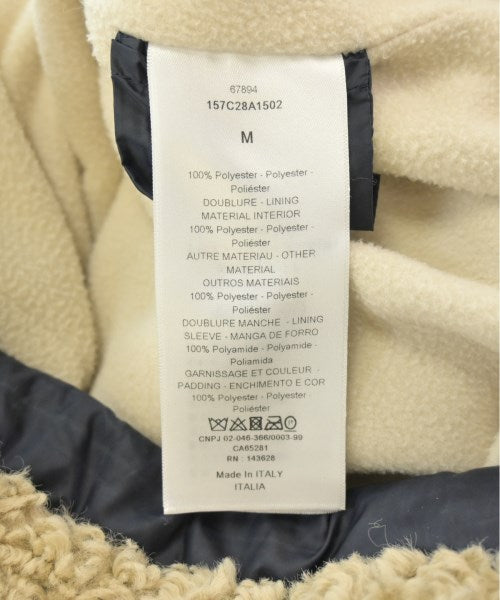 67894
157C28A1502
M
100% Polyester - Polyester -
Poliéster
DOUBLURE - LINING
MATERIAL INTERIOR
100% Polyester - Polyester -
Poliéster
AUTRE MATERIAU - OTHER
MATERIAL
OUTROS MATERIAIS
100% Polyester - Polyester -
Poliéster
DOUBLURE MANCHE - LINING
SLEEVE - MANGA DE FORRO
100% Polyamide - Polyamide -
Poliamida
GARNISSAGE ET COULEUR -
PADDING - ENCHIMENTO E COR
100% Polyester - Polyester -
Poliéster
CNPJ 02-046-366/0003-99
CA65281
RN : 143628
Made In ITALY
ITALIA